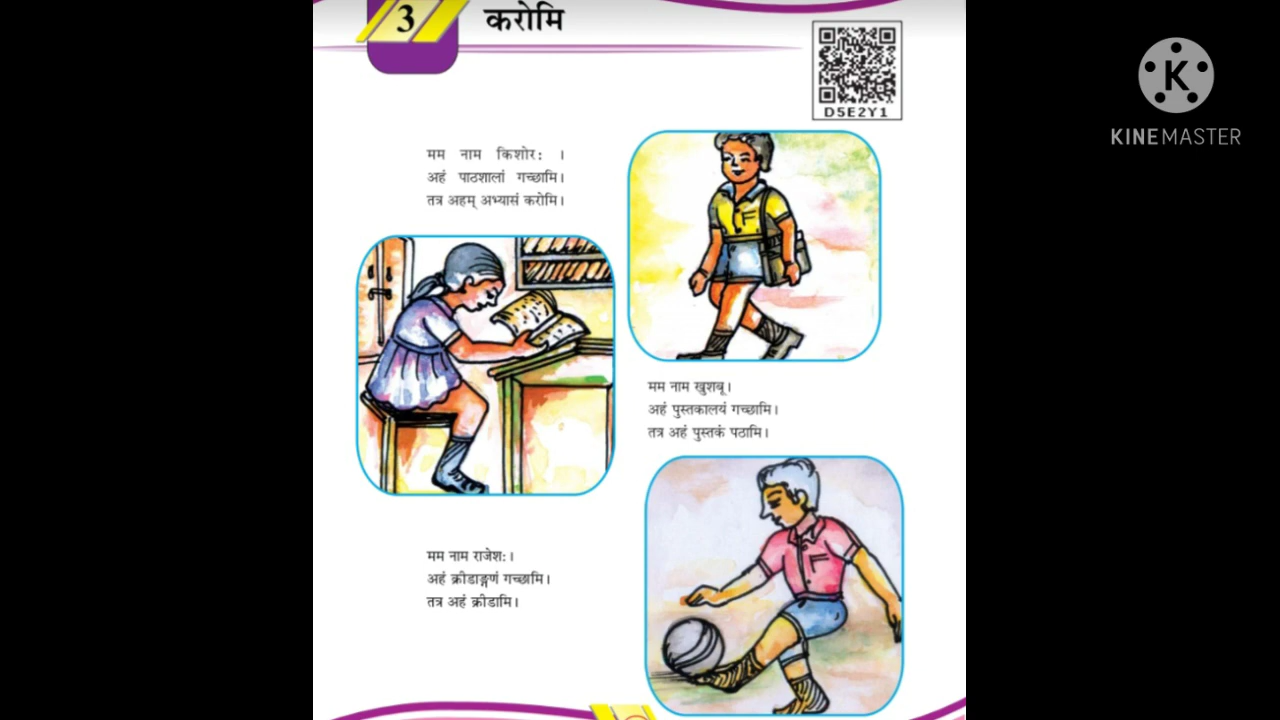 3
करोमि
D5E2Y1
K
KINEMASTER
मम नाम किशोरः ।
अहं पाठशालां गच्छामि।
तत्र अहम् अभ्यासं करोमि।
मम नाम खुशबू।
अहं पुस्तकालयं गच्छामि।
तत्र अहं पुस्तकं पठामि।
मम नाम राजेशः।
अहं क्रीडाङ्गणं गच्छामि।
तत्र अहं क्रीडामि।